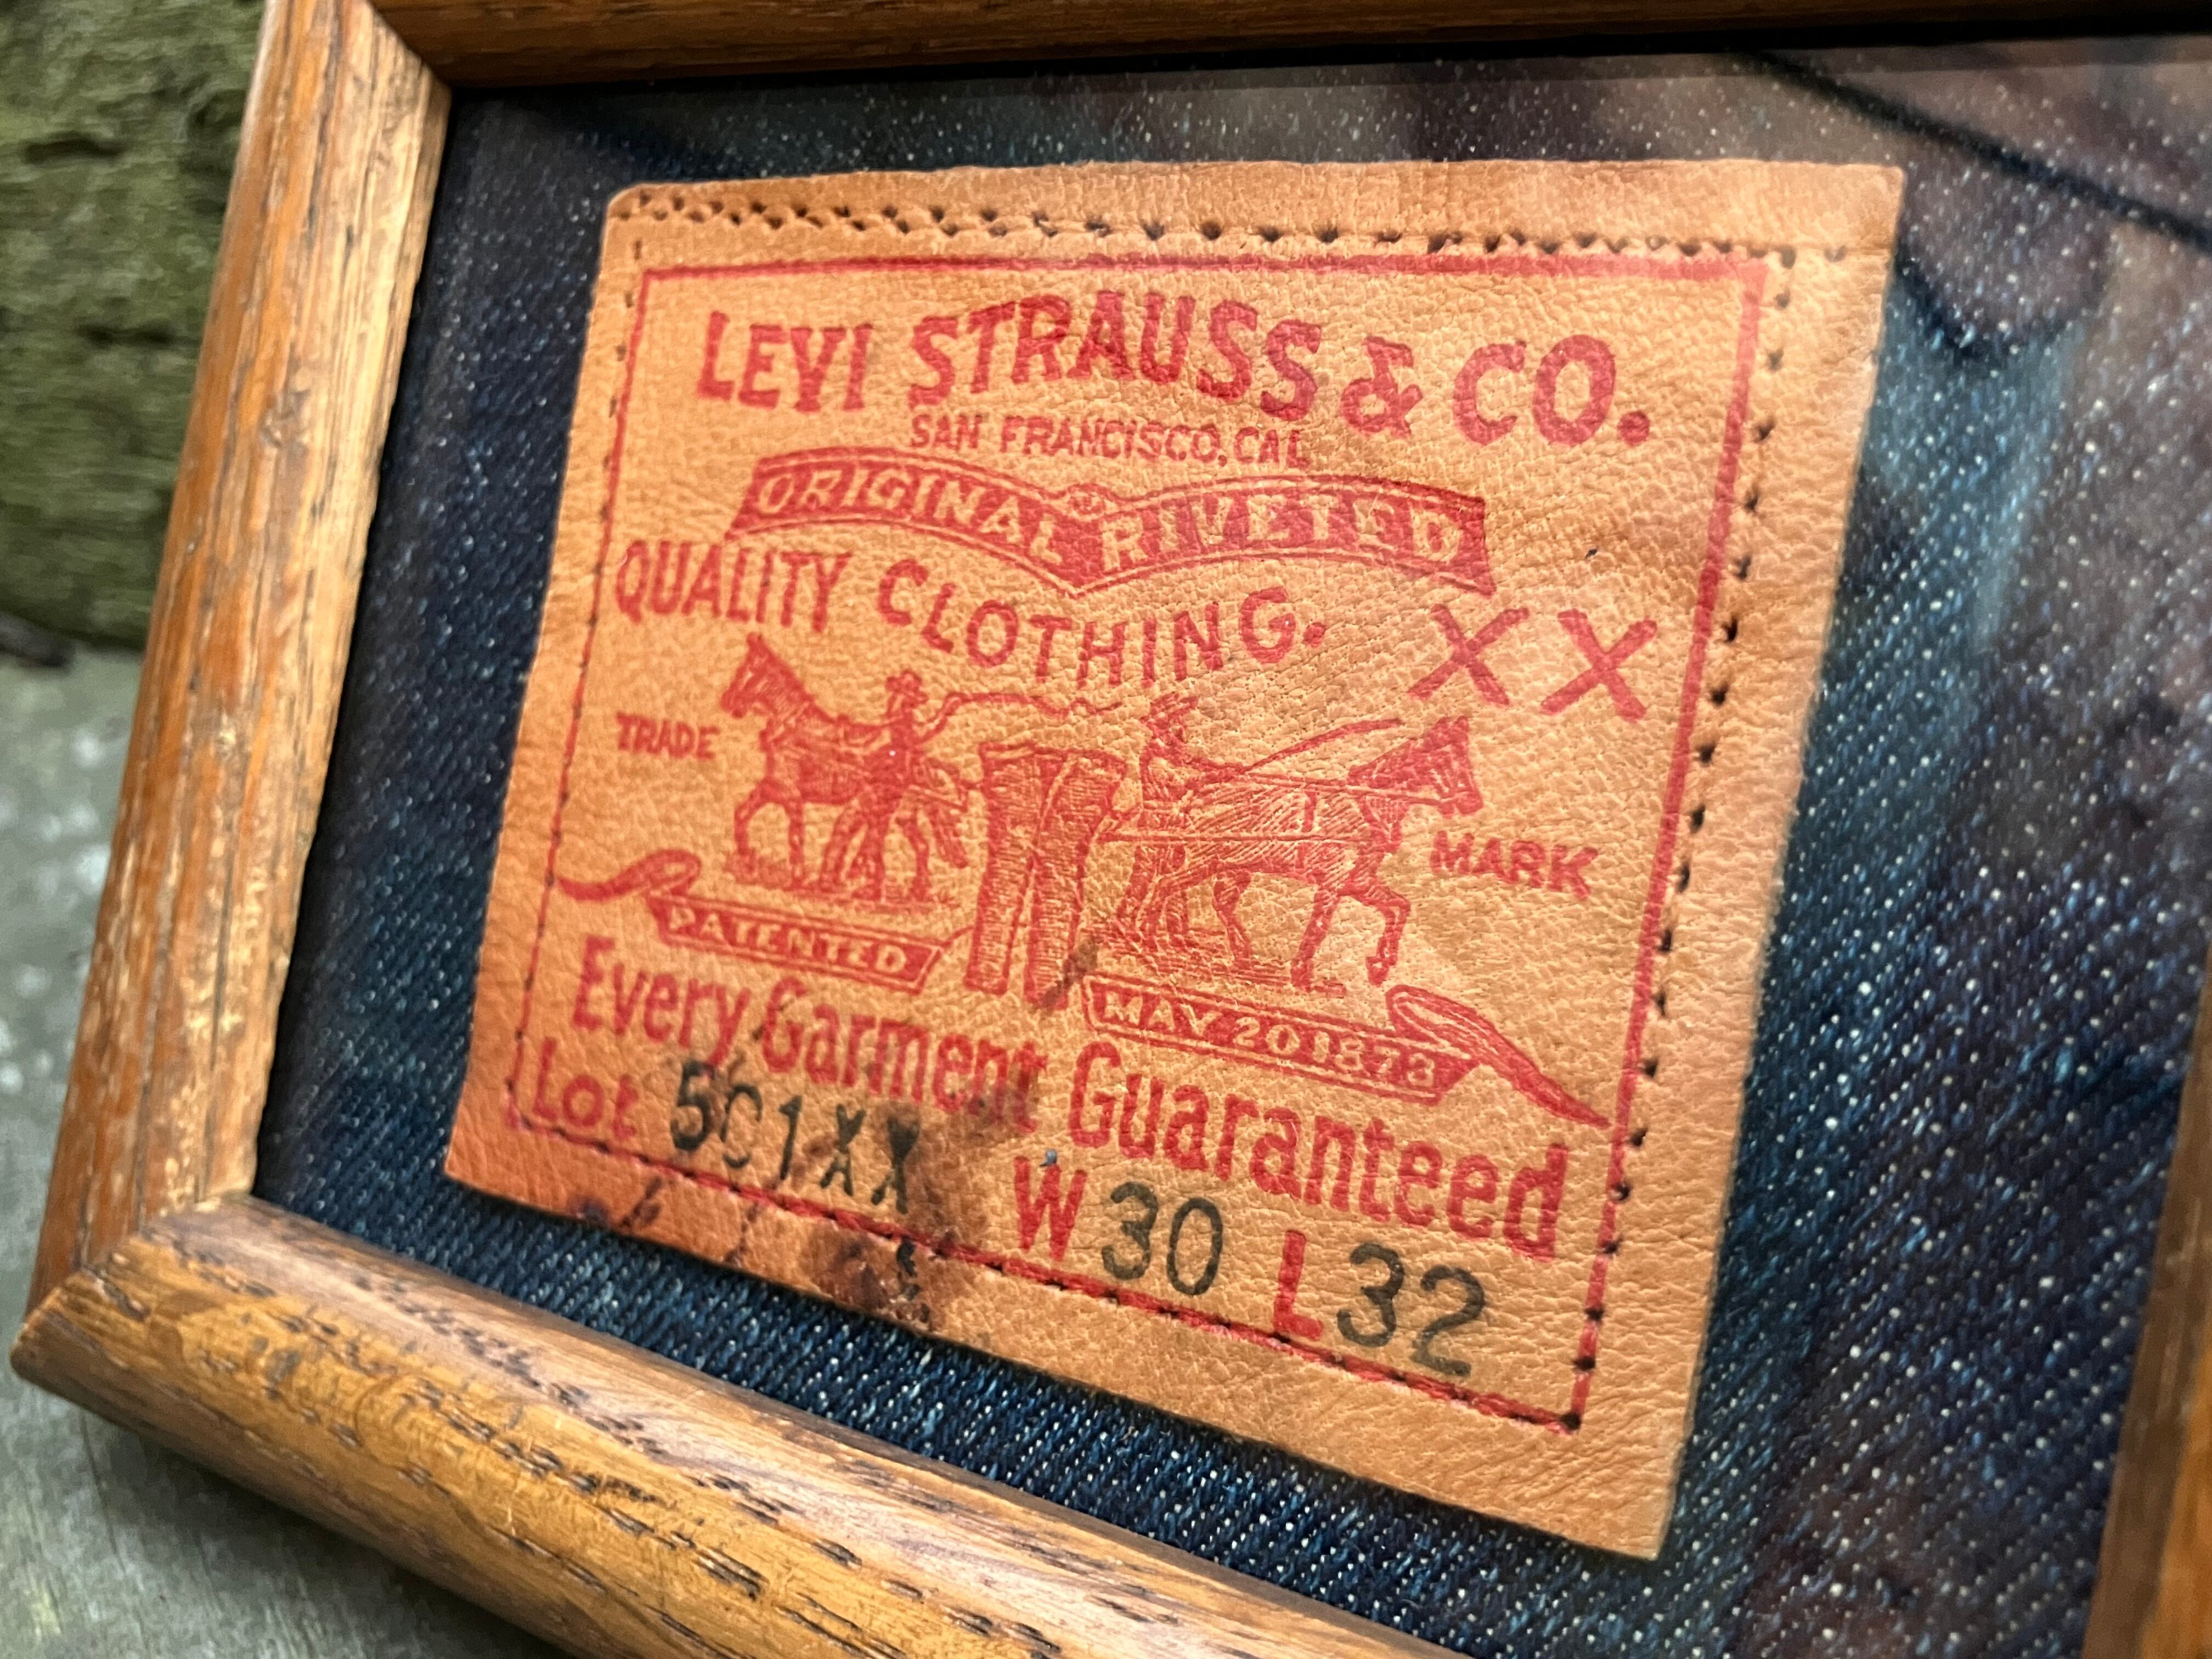 LEVI STRAUSS & CO.
SAN FRANCISCO, CAL
ORIGINAL RIVETED
QUALITY CLOTHING.
XX
TRADE MARK
PATENTED MAY 20 1873
Every Garment Guaranteed
Lot 501XX W 30 L 32